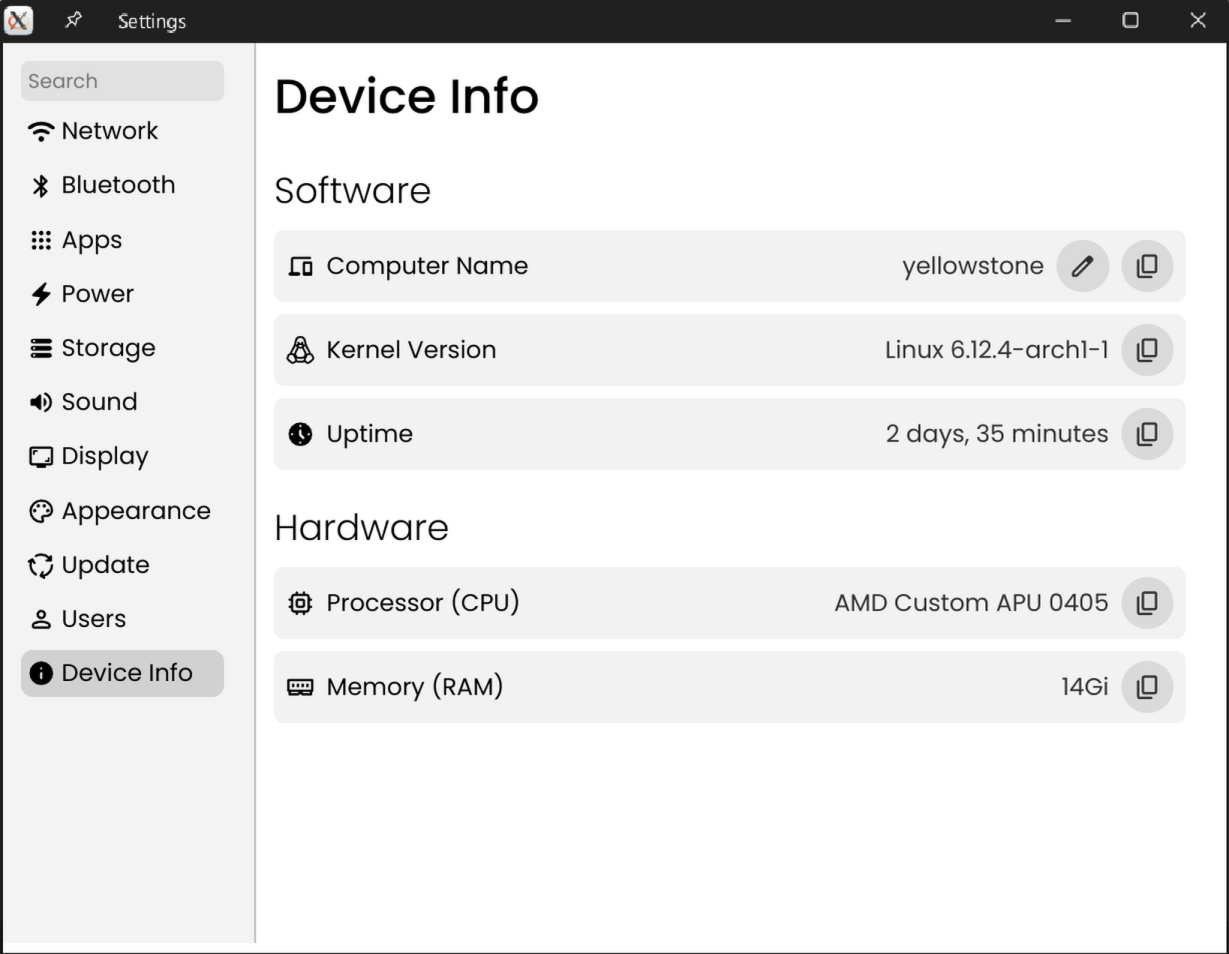 Settings
Search
Network
Bluetooth
Apps
Power
Storage
Sound
Display
Appearance
Update
Users
Device Info
Device Info
Software
Computer Name yellowstone
Kernel Version Linux 6.12.4-arch1-1
Uptime 2 days, 35 minutes
Hardware
Processor (CPU) AMD Custom APU 0405
Memory (RAM) 14Gi